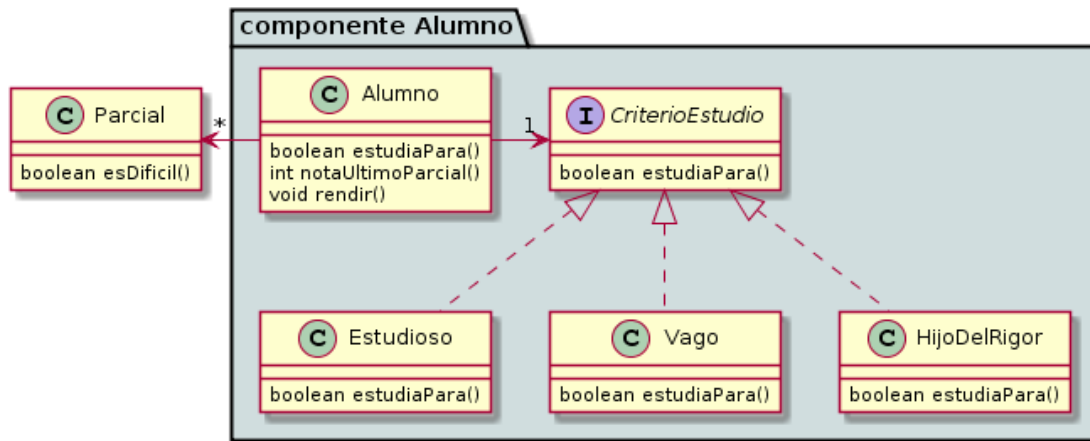 componente Alumno
C Parcial
boolean esDificil()
*
C Alumno
boolean estudiaPara()
int notaUltimoParcial()
void rendir()
1
I CriterioEstudio
boolean estudiaPara()
C Estudioso
boolean estudiaPara()
C Vago
boolean estudiaPara()
C HijoDelRigor
boolean estudiaPara()